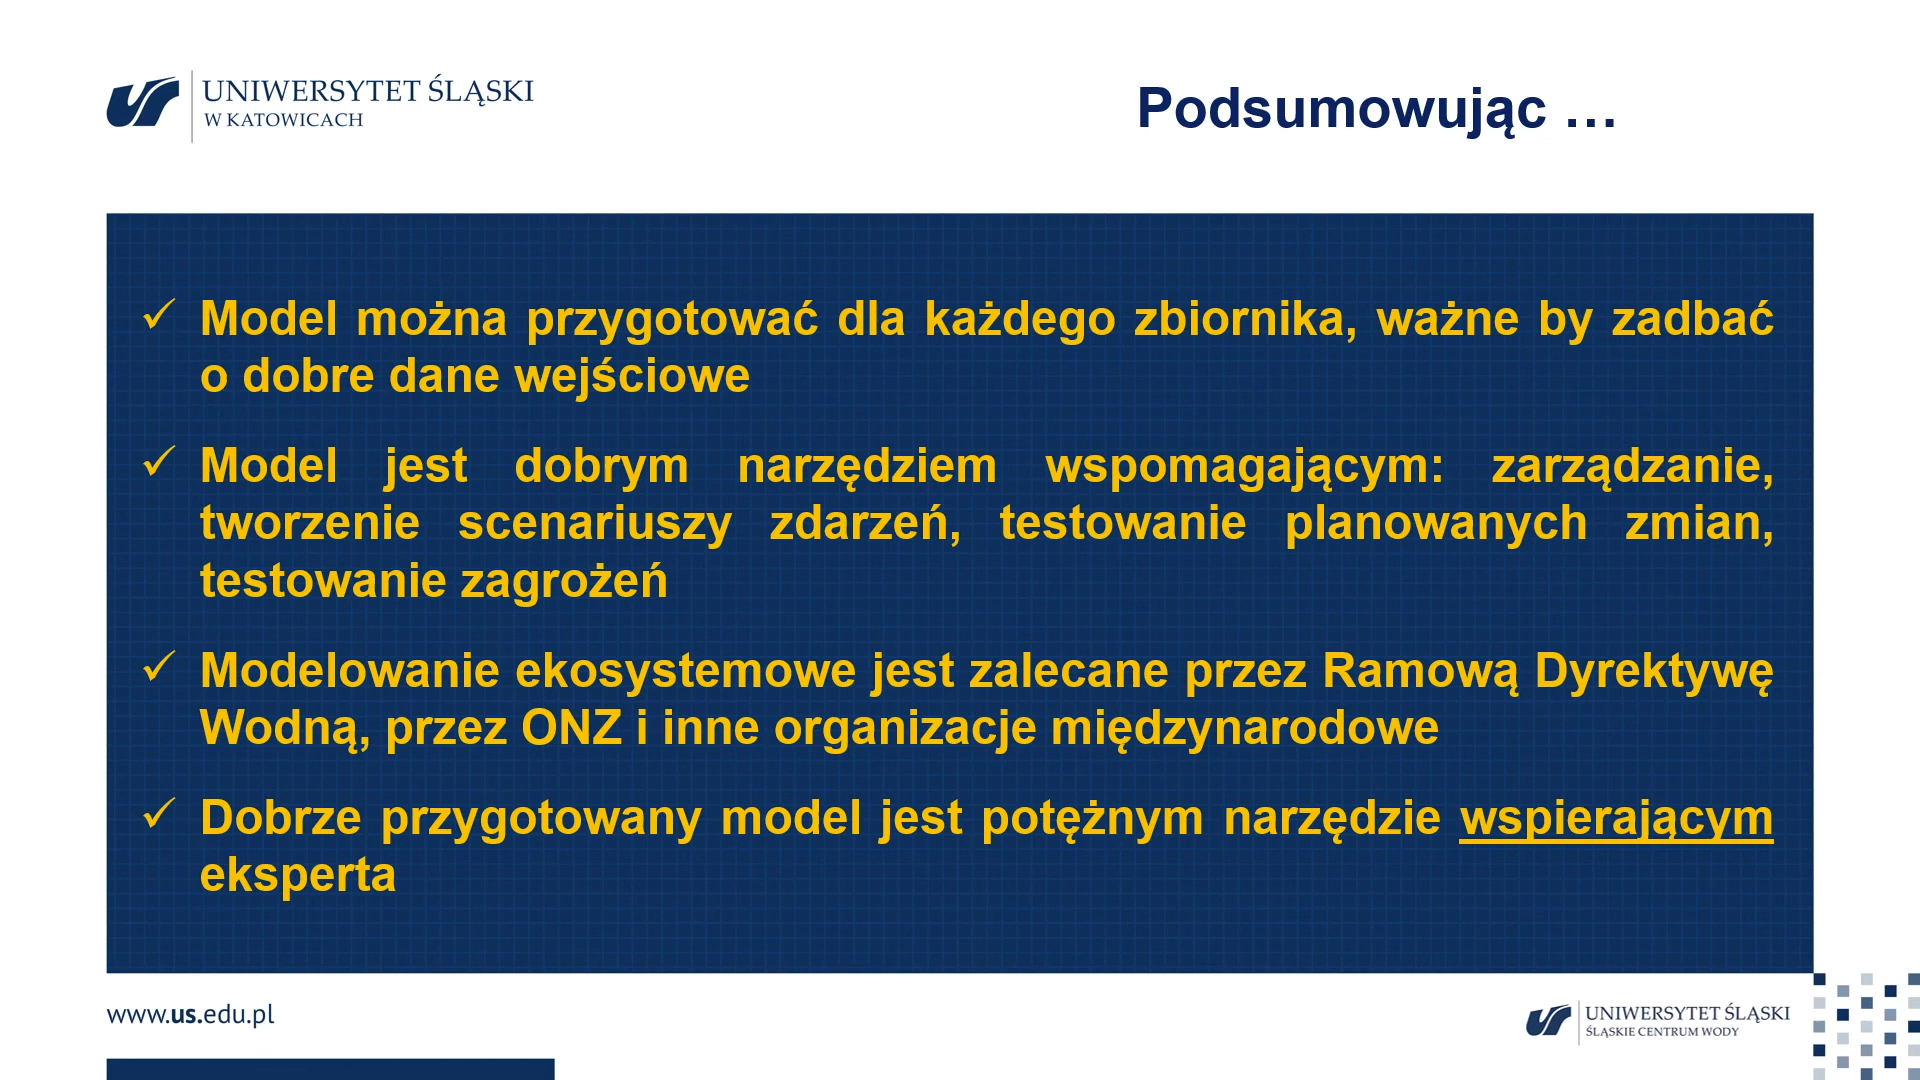 UNIWERSYTET ŚLĄSKI
W KATOWICACH
Podsumowując …
✓ Model można przygotować dla każdego zbiornika, ważne by zadbać
o dobre dane wejściowe
✓ Model jest dobrym narzędziem wspomagającym: zarządzanie,
tworzenie scenariuszy zdarzeń, testowanie planowanych zmian,
testowanie zagrożeń
✓ Modelowanie ekosystemowe jest zalecane przez Ramową Dyrektywę
Wodną, przez ONZ i inne organizacje międzynarodowe
✓ Dobrze przygotowany model jest potężnym narzędzie wspierającym
eksperta
www.us.edu.pl
UNIWERSYTET ŚLĄSKI
ŚLĄSKIE CENTRUM WODY